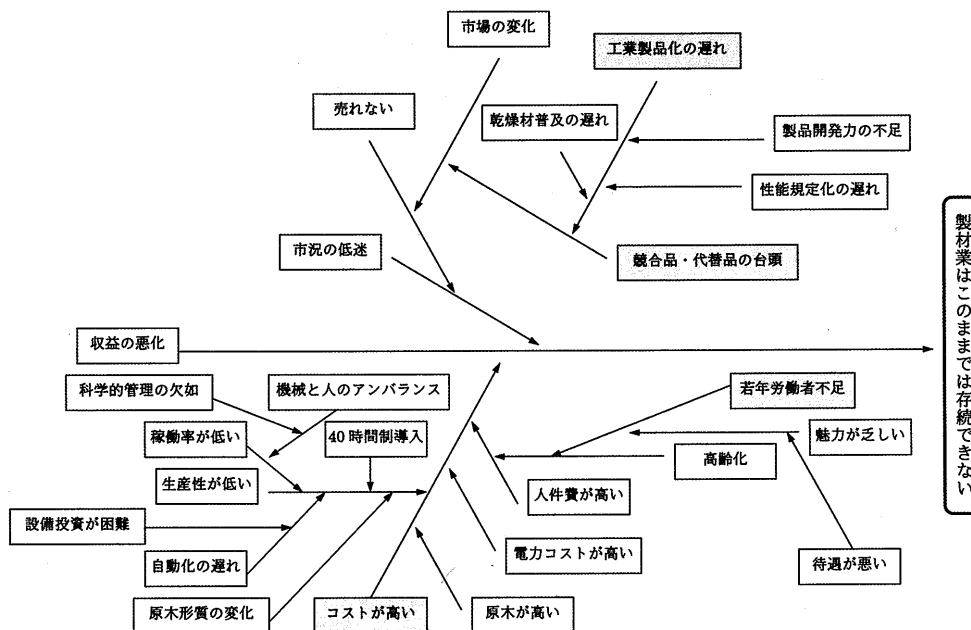 市場の変化
工業製品化の遅れ
売れない
乾燥材普及の遅れ
製品開発力の不足
性能規定化の遅れ
市況の低迷
競合品・代替品の台頭
製材業はこのままでは存続できない
収益の悪化
科学的管理の欠如
機械と人のアンバランス
若年労働者不足
稼働率が低い
40時間制導入
魅力が乏しい
高齢化
生産性が低い
人件費が高い
設備投資が困難
電力コストが高い
自動化の遅れ
待遇が悪い
原木形質の変化
コストが高い
原木が高い